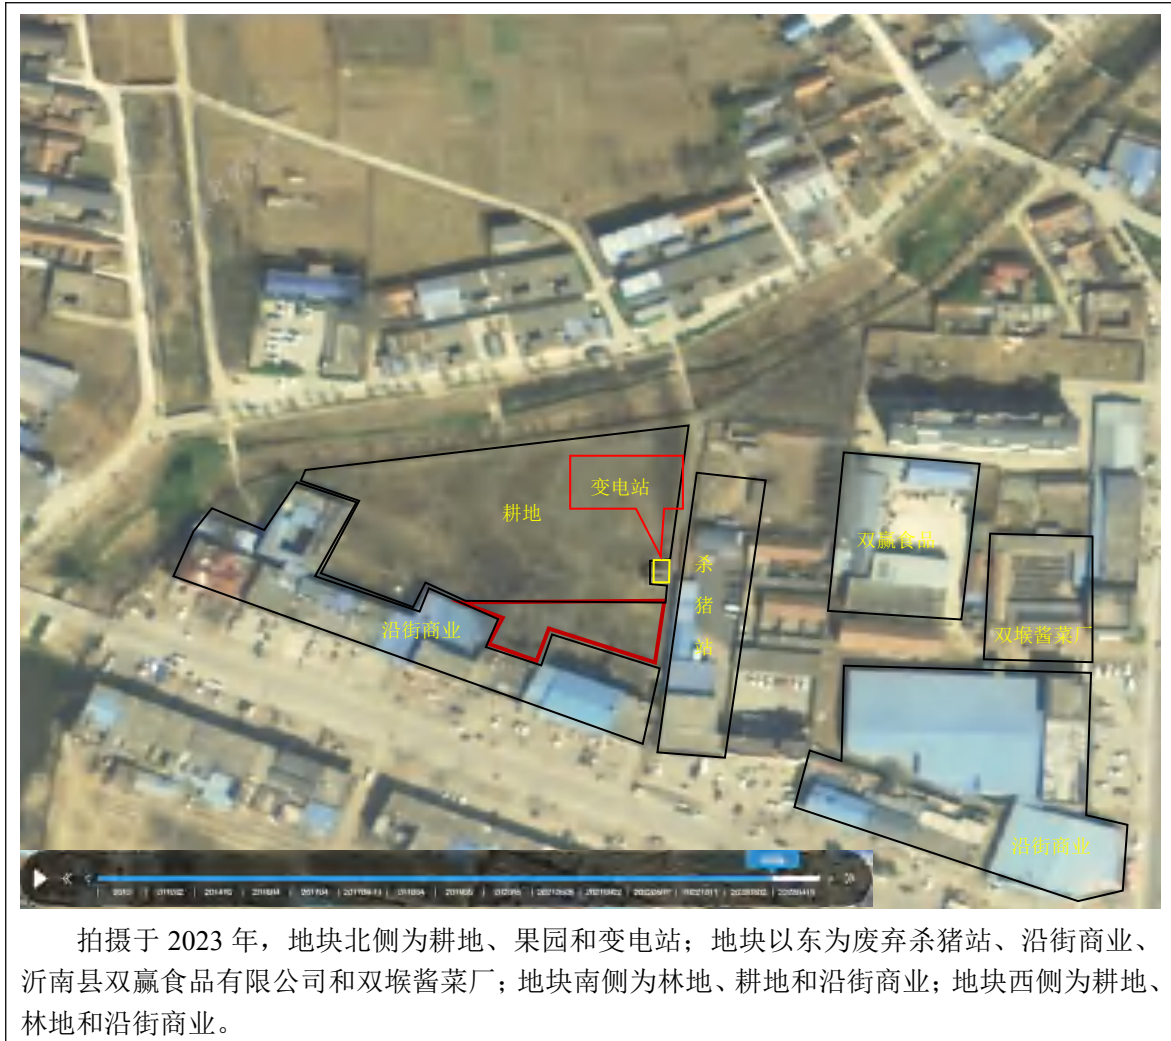 变电站
耕地
双赢食品
杀
猪
站
沿街商业
双堠酱菜厂
沿街商业
拍摄于 2023 年，地块北侧为耕地、果园和变电站；地块以东为废弃杀猪站、沿街商业、
沂南县双赢食品有限公司和双堠酱菜厂；地块南侧为林地、耕地和沿街商业；地块西侧为耕地、
林地和沿街商业。